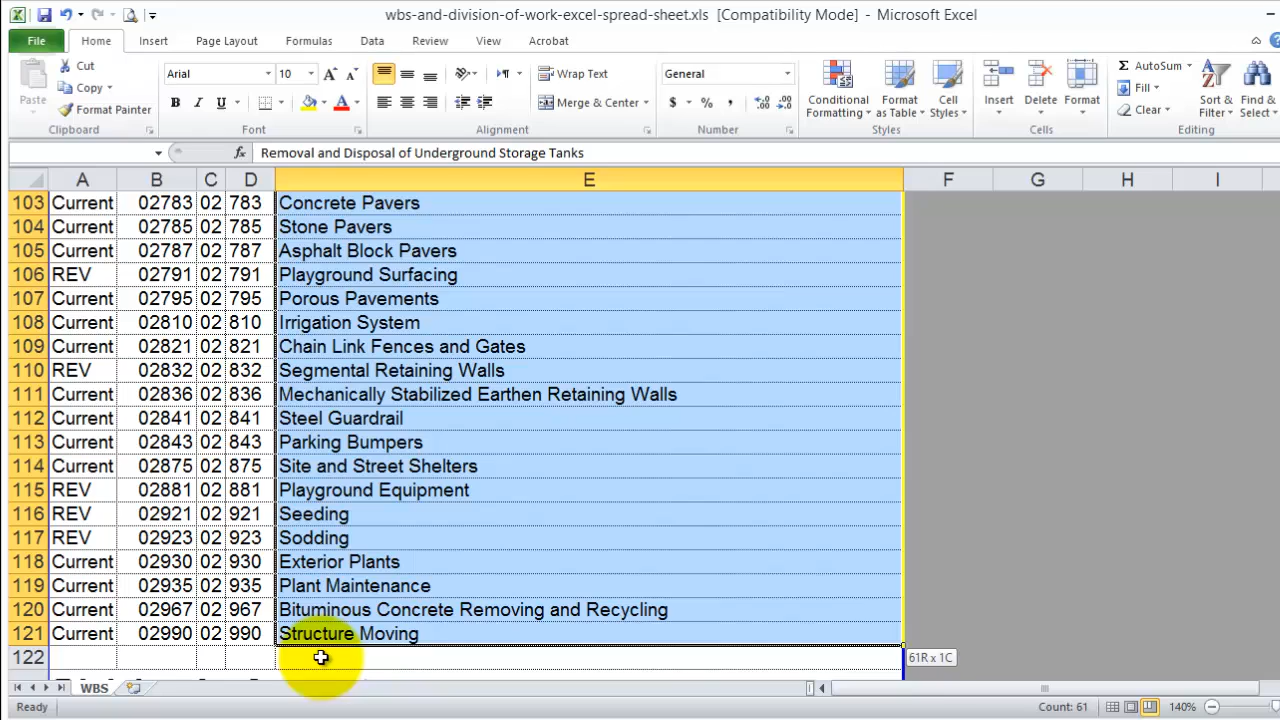 wbs-and-division-of-work-excel-spread-sheet.xls [Compatibility Mode] - Microsoft Excel
File Home Insert Page Layout Formulas Data Review View Acrobat
Paste
Cut
Copy
Format Painter
Clipboard
Arial 10
B I U
Font
Wrap Text
Merge & Center
Alignment
General
$ % ,
Number
Conditional Formatting
Format as Table
Cell Styles
Styles
Insert Delete Format
Cells
AutoSum
Fill
Clear
Sort & Filter
Find & Select
Editing
fx Removal and Disposal of Underground Storage Tanks
A B C D E F G H I
103 Current 02783 02 783 Concrete Pavers
104 Current 02785 02 785 Stone Pavers
105 Current 02787 02 787 Asphalt Block Pavers
106 REV 02791 02 791 Playground Surfacing
107 Current 02795 02 795 Porous Pavements
108 Current 02810 02 810 Irrigation System
109 Current 02821 02 821 Chain Link Fences and Gates
110 REV 02832 02 832 Segmental Retaining Walls
111 Current 02836 02 836 Mechanically Stabilized Earthen Retaining Walls
112 Current 02841 02 841 Steel Guardrail
113 Current 02843 02 843 Parking Bumpers
114 Current 02875 02 875 Site and Street Shelters
115 REV 02881 02 881 Playground Equipment
116 REV 02921 02 921 Seeding
117 REV 02923 02 923 Sodding
118 Current 02930 02 930 Exterior Plants
119 Current 02935 02 935 Plant Maintenance
120 Current 02967 02 967 Bituminous Concrete Removing and Recycling
121 Current 02990 02 990 Structure Moving
122
61R x 1C
WBS
Ready Count: 61 140%